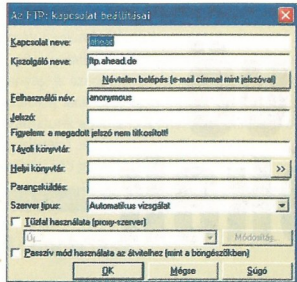 Az FTP: kapcsolat beállításai
Kapcsolat neve: ahead
Kiszolgáló neve: ftp.ahead.de
Névtelen belépés (e-mail címmel mint jelszóval)
Felhasználói név: anonymous
Jelszó:
Figyelem: a megadott jelszó nem titkosított!
Távoli könyvtár:
Helyi könyvtár: >>
Parancsküldés:
Szerver típus: Automatikus vizsgálat
Tűzfal használata (proxy-szerver)
Új... Módosítás...
Passzív mód használata az átvitelhez (mint a böngészőkben)
OK Mégse Súgó